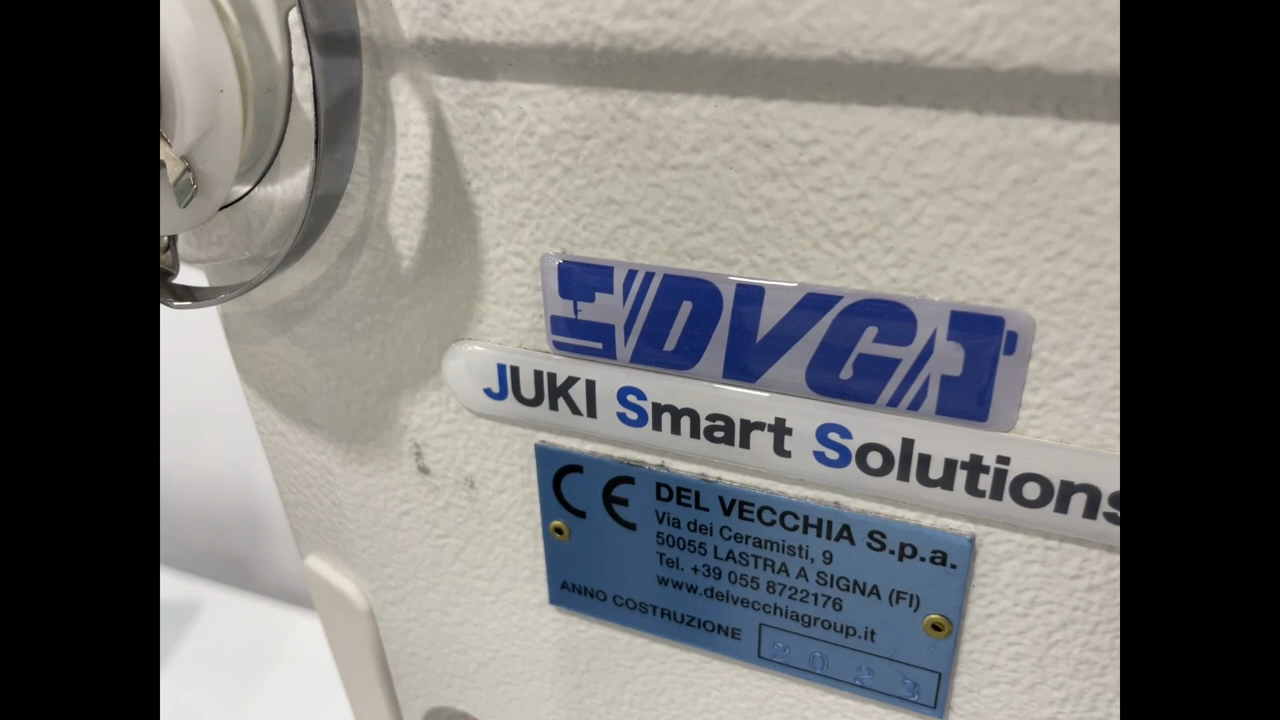 DVG
JUKI Smart Solutions
CE DEL VECCHIA S.p.a.
Via dei Ceramisti, 9
50055 LASTRA A SIGNA (FI)
Tel. +39 055 8722176
www.delvecchiagroup.it
ANNO COSTRUZIONE 2023